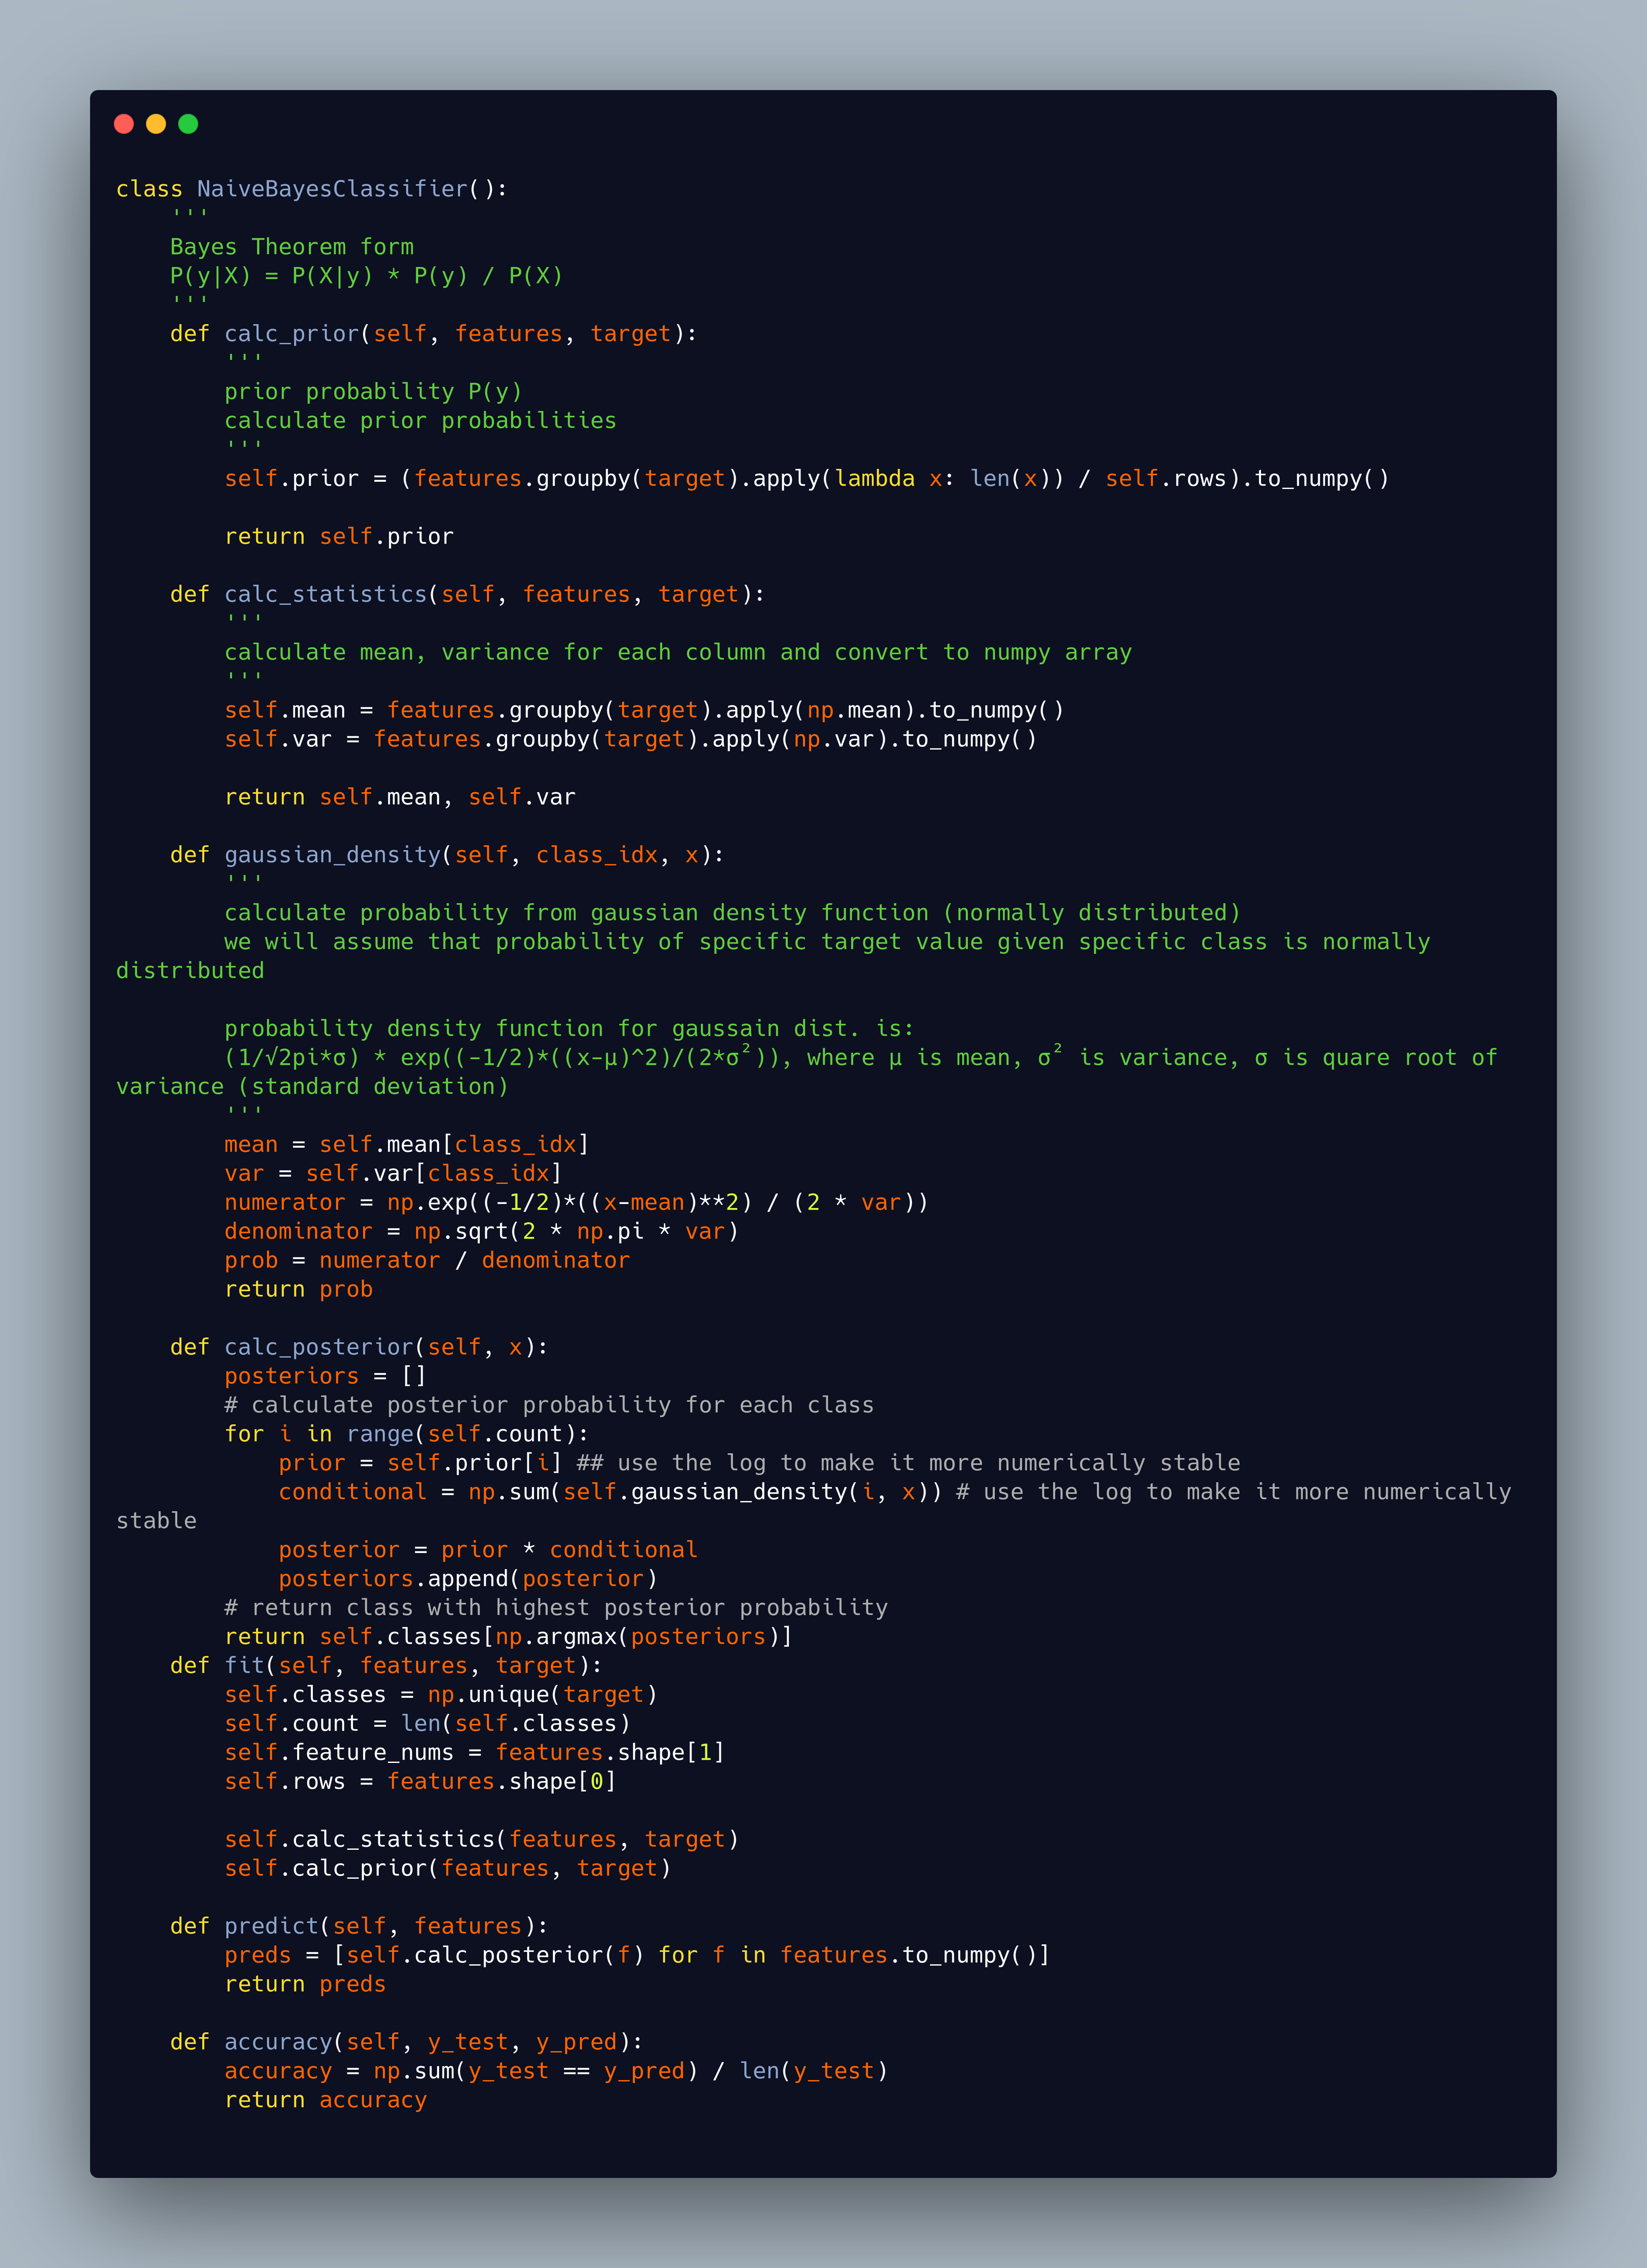 class NaiveBayesClassifier():
    '''
    Bayes Theorem form
    P(y|X) = P(X|y) * P(y) / P(X)
    '''
    def calc_prior(self, features, target):
        '''
        prior probability P(y)
        calculate prior probabilities
        '''
        self.prior = (features.groupby(target).apply(lambda x: len(x)) / self.rows).to_numpy()

        return self.prior

    def calc_statistics(self, features, target):
        '''
        calculate mean, variance for each column and convert to numpy array
        '''
        self.mean = features.groupby(target).apply(np.mean).to_numpy()
        self.var = features.groupby(target).apply(np.var).to_numpy()

        return self.mean, self.var

    def gaussian_density(self, class_idx, x):
        '''
        calculate probability from gaussian density function (normally distributed)
        we will assume that probability of specific target value given specific class is normally
distributed

        probability density function for gaussain dist. is:
        (1/√2pi*σ) * exp((-1/2)*((x-μ)^2)/(2*σ²)), where μ is mean, σ² is variance, σ is quare root of
variance (standard deviation)
        '''
        mean = self.mean[class_idx]
        var = self.var[class_idx]
        numerator = np.exp((-1/2)*((x-mean)**2) / (2 * var))
        denominator = np.sqrt(2 * np.pi * var)
        prob = numerator / denominator
        return prob

    def calc_posterior(self, x):
        posteriors = []
        # calculate posterior probability for each class
        for i in range(self.count):
            prior = self.prior[i] ## use the log to make it more numerically stable
            conditional = np.sum(self.gaussian_density(i, x)) # use the log to make it more numerically
stable
            posterior = prior * conditional
            posteriors.append(posterior)
        # return class with highest posterior probability
        return self.classes[np.argmax(posteriors)]
    def fit(self, features, target):
        self.classes = np.unique(target)
        self.count = len(self.classes)
        self.feature_nums = features.shape[1]
        self.rows = features.shape[0]

        self.calc_statistics(features, target)
        self.calc_prior(features, target)

    def predict(self, features):
        preds = [self.calc_posterior(f) for f in features.to_numpy()]
        return preds

    def accuracy(self, y_test, y_pred):
        accuracy = np.sum(y_test == y_pred) / len(y_test)
        return accuracy